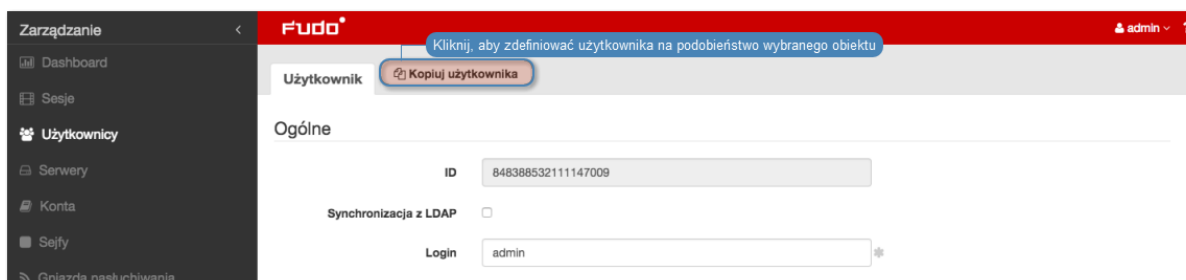 Zarządzanie
Fudo
admin
Kliknij, aby zdefiniować użytkownika na podobieństwo wybranego obiektu
Dashboard
Użytkownik
Kopiuj użytkownika
Sesje
Użytkownicy
Ogólne
Serwery
ID
848388532111147009
Konta
Synchronizacja z LDAP
Sejfy
Login
admin
Gniazda nasłuchiwania